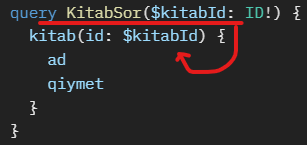 query KitabSor($kitabId: ID!) {
  kitab(id: $kitabId) {
    ad
    qiymet
  }
}